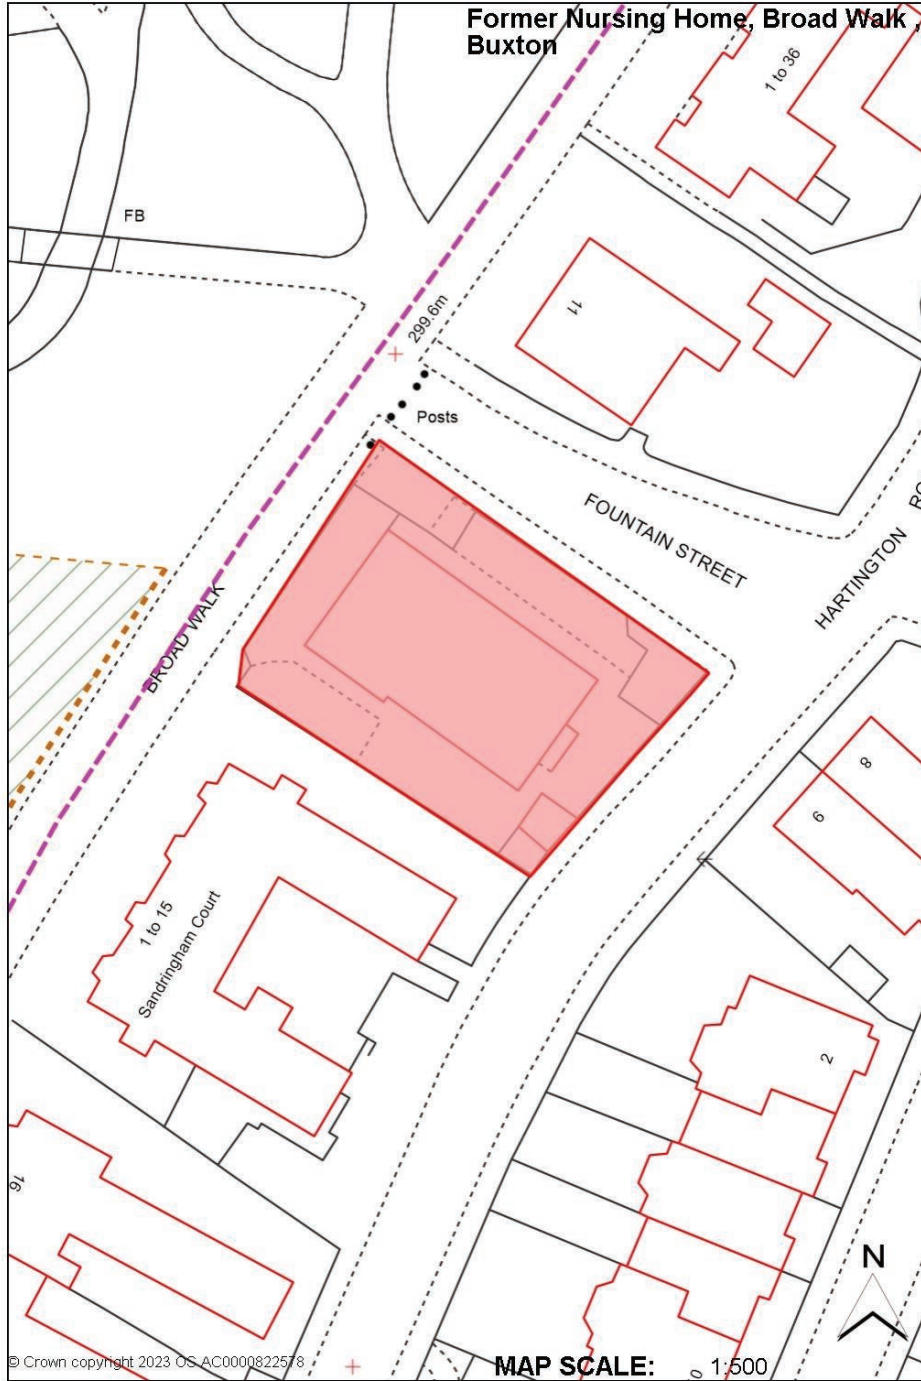 Former Nursing Home, Broad Walk ,
Buxton
1 to 36
FB
299.6m
11
Posts
FOUNTAIN STREET
HARTINGTON
BROAD WALK
8
6
1 to 15
Sandringham Court
2
16
N
© Crown copyright 2023 OS AC0000822578
MAP SCALE: 1:500